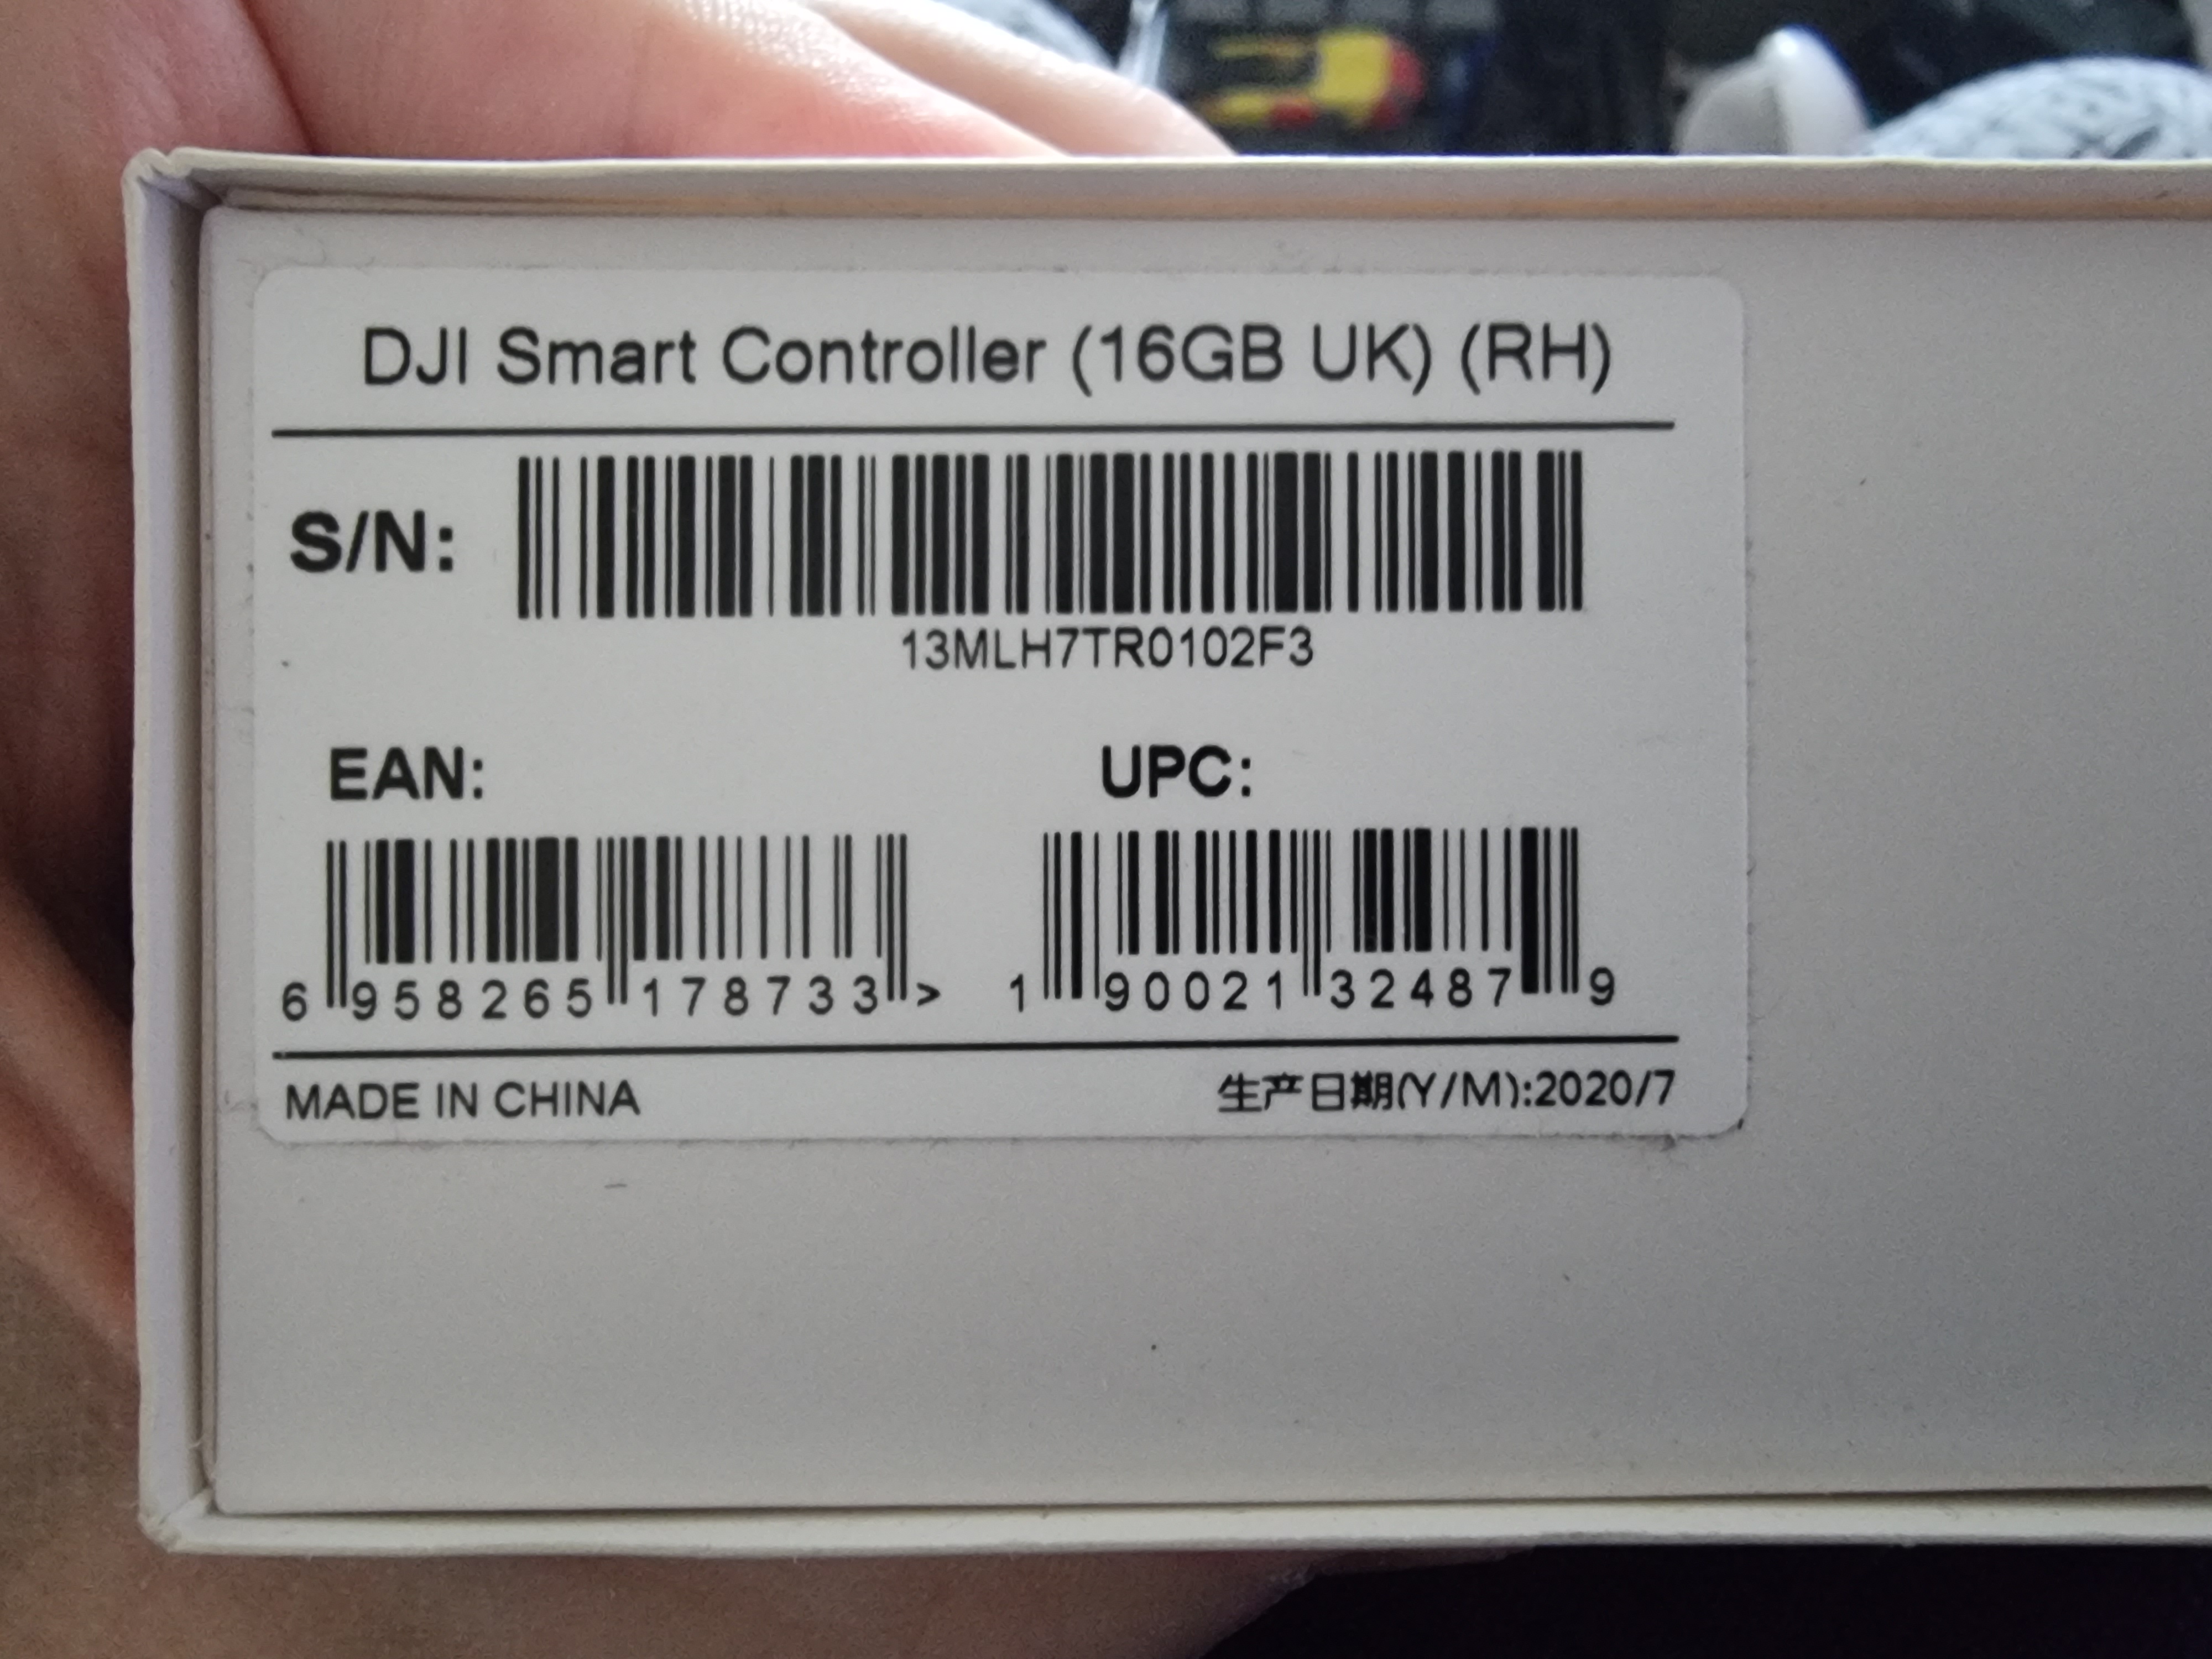 DJI Smart Controller (16GB UK) (RH)
S/N:
13MLH7TR0102F3
EAN:
6 958265 178733 >
UPC:
1 90021 32487 9
MADE IN CHINA
生产日期(Y/M):2020/7